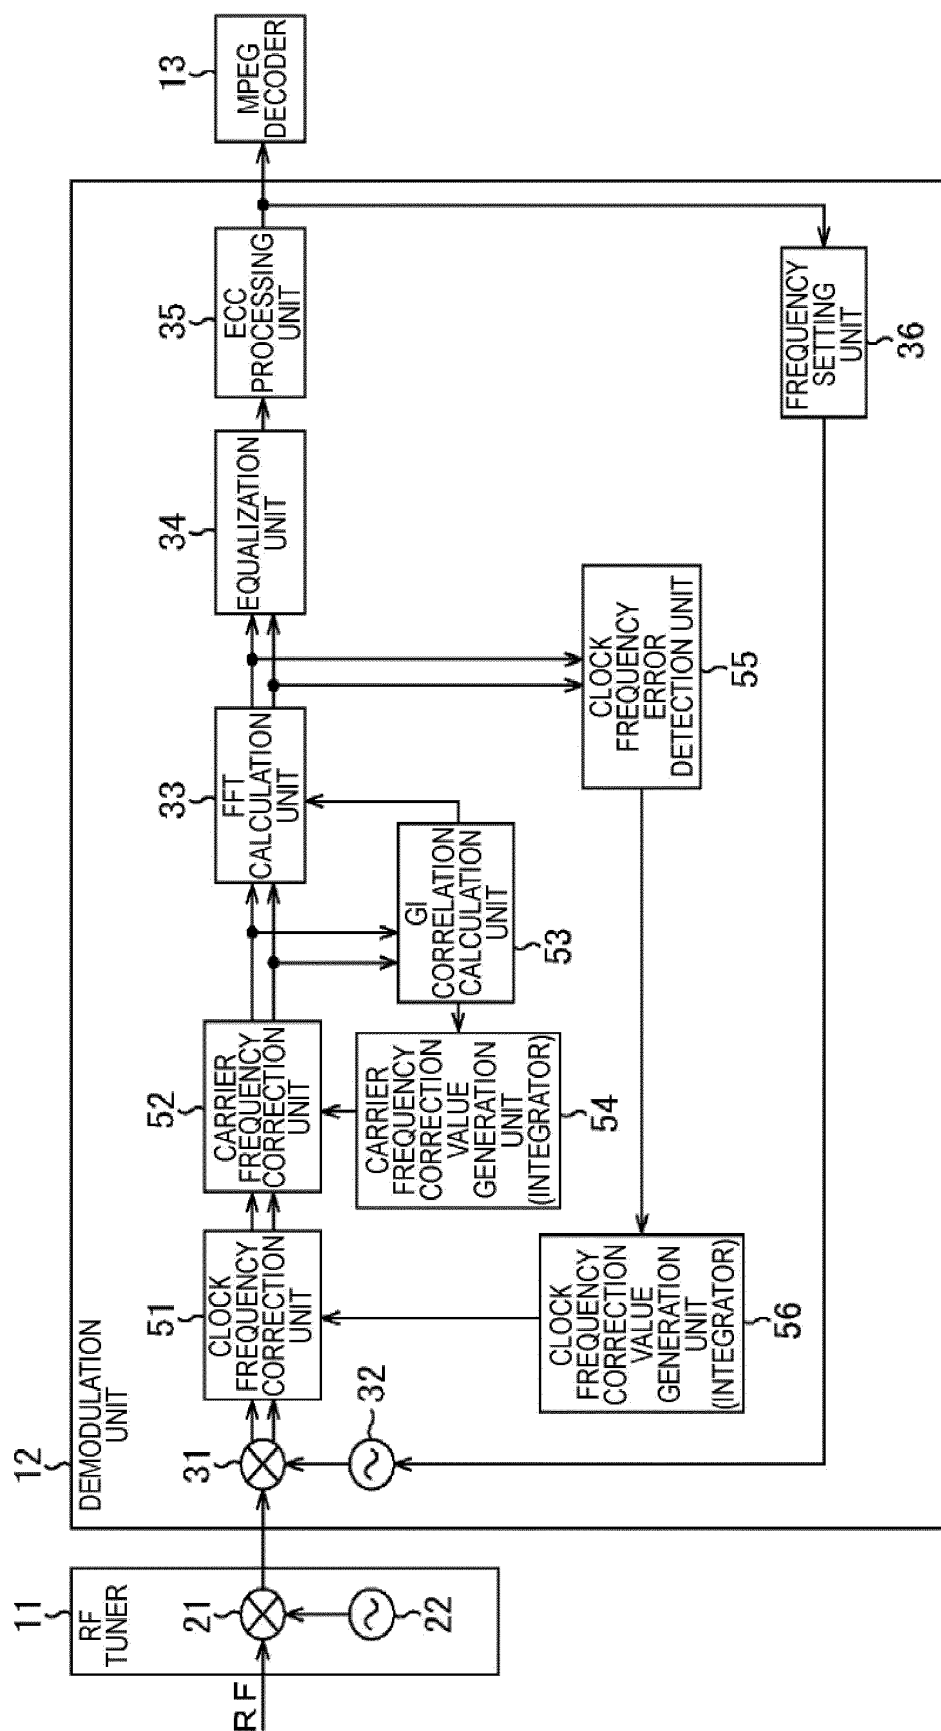 11
RF
TUNER
RF
21
22
12
DEMODULATION
UNIT
31
32
51
CLOCK
FREQUENCY
CORRECTION
UNIT
52
CARRIER
FREQUENCY
CORRECTION
UNIT
33
FFT
CALCULATION
UNIT
34
EQUALIZATION
UNIT
35
ECC
PROCESSING
UNIT
13
MPEG
DECODER
GI
CORRELATION
CALCULATION
UNIT
53
CARRIER
FREQUENCY
CORRECTION
VALUE
GENERATION
UNIT
(INTEGRATOR)
54
CLOCK
FREQUENCY
ERROR
DETECTION UNIT
55
CLOCK
FREQUENCY
CORRECTION
VALUE
GENERATION
UNIT
(INTEGRATOR)
56
FREQUENCY
SETTING
UNIT
36